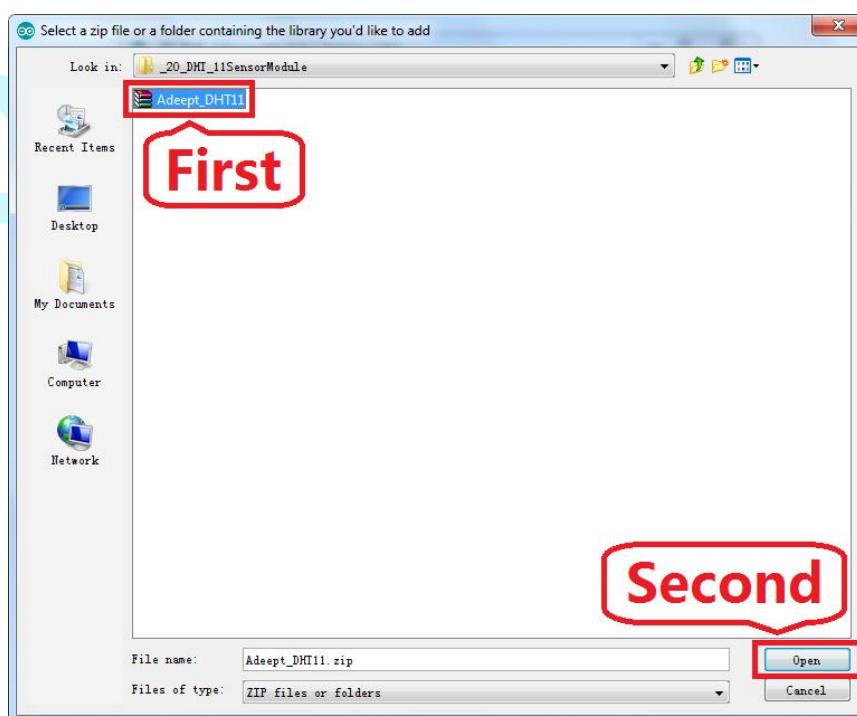 Select a zip file or a folder containing the library you'd like to add
Look in: _20_DHT_11SensorModule
Adeept_DHT11
First
Recent Items
Desktop
My Documents
Computer
Network
Second
File name: Adeept_DHT11.zip
Open
Files of type: ZIP files or folders
Cancel